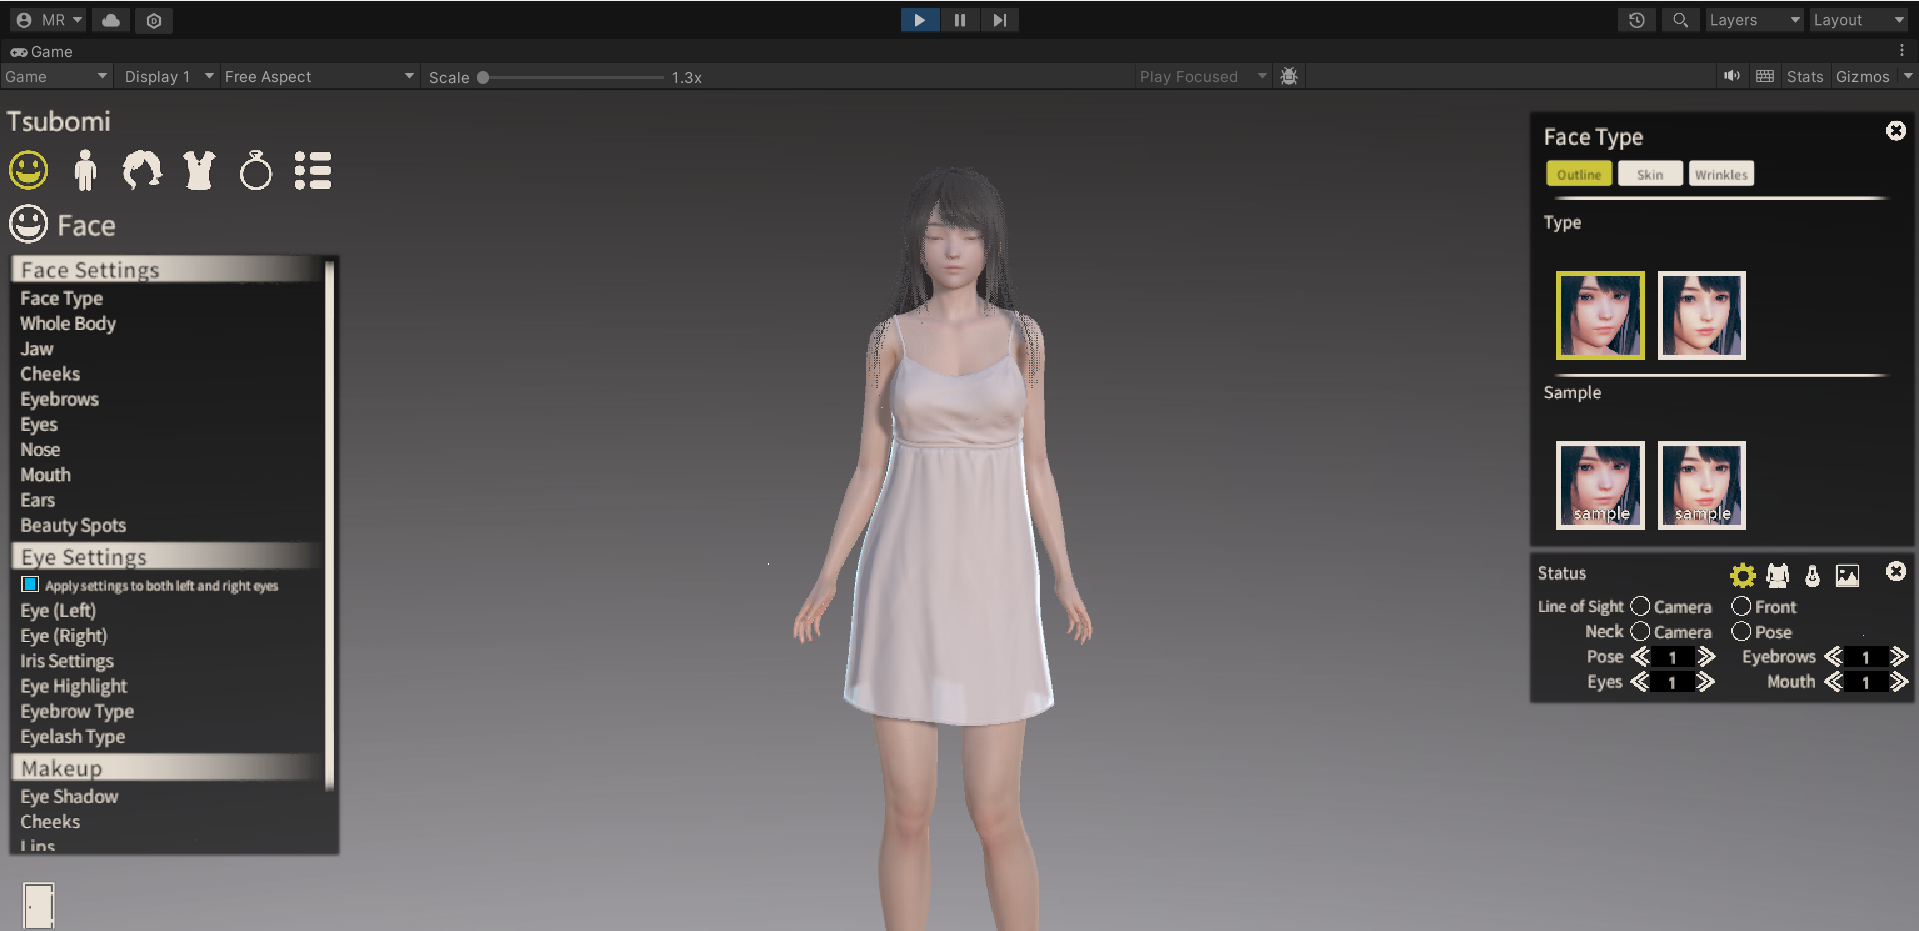 MR
Layers
Layout
Game
Game
Display 1
Free Aspect
Scale
1.3x
Play Focused
Stats
Gizmos
Tsubomi
Face
Face Settings
Face Type
Whole Body
Jaw
Cheeks
Eyebrows
Eyes
Nose
Mouth
Ears
Beauty Spots
Eye Settings
Apply settings to both left and right eyes
Eye (Left)
Eye (Right)
Iris Settings
Eye Highlight
Eyebrow Type
Eyelash Type
Makeup
Eye Shadow
Cheeks
Lips
Face Type
Outline
Skin
Wrinkles
Type
Sample
sample
sample
Status
Line of Sight Camera Front
Neck Camera Pose
Pose 1 Eyebrows 1
Eyes 1 Mouth 1